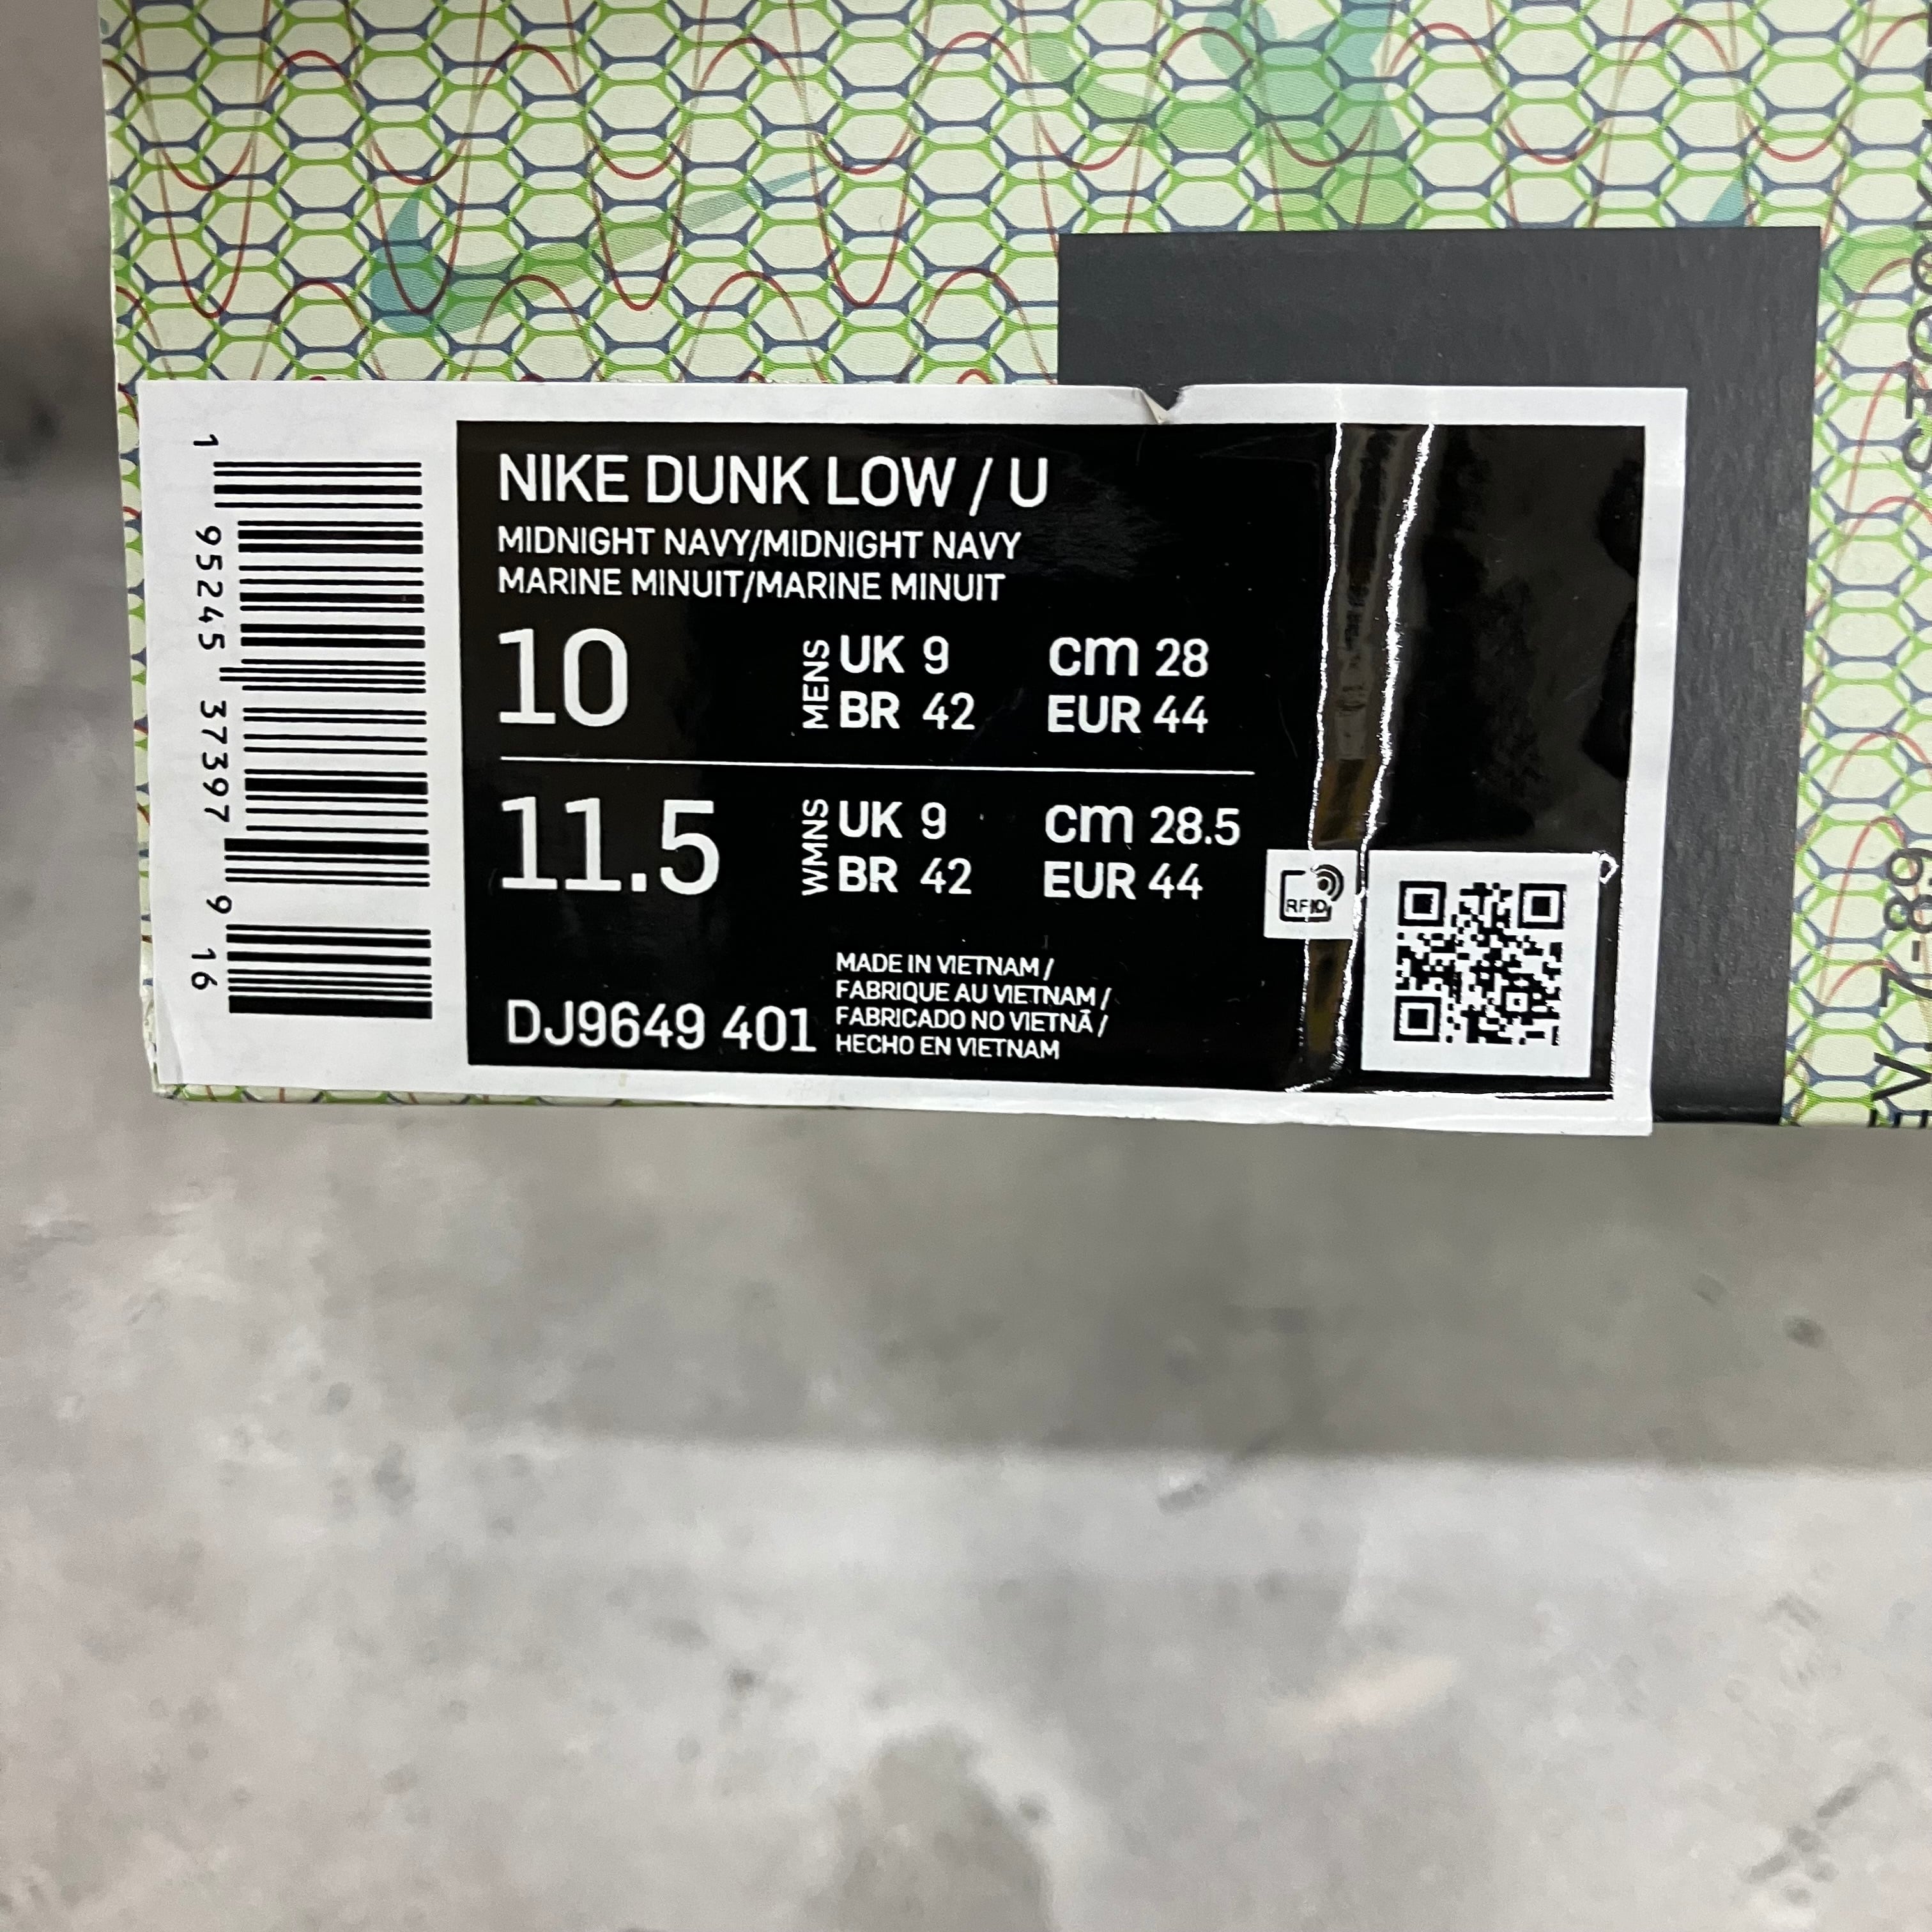 NIKE DUNK LOW / U
MIDNIGHT NAVY/MIDNIGHT NAVY
MARINE MINUIT/MARINE MINUIT
10
MENS
UK 9 cm 28
BR 42 EUR 44
11.5
WMNS
UK 9 cm 28.5
BR 42 EUR 44
DJ9649 401
MADE IN VIETNAM /
FABRIQUE AU VIETNAM /
FABRICADO NO VIETNÃ /
HECHO EN VIETNAM
RFID
1 95245 37397 9 16